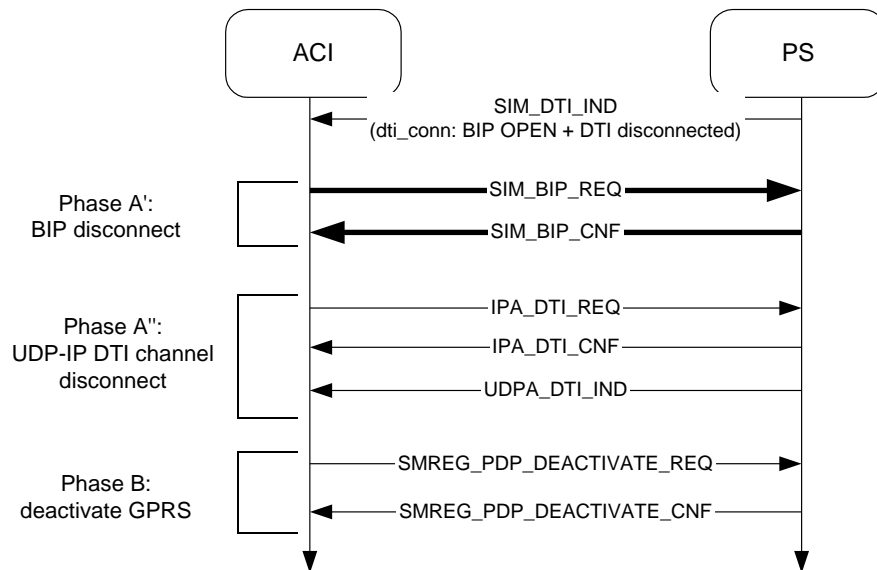 ACI
PS
SIM_DTI_IND
(dti_conn: BIP OPEN + DTI disconnected)
Phase A':
BIP disconnect
SIM_BIP_REQ
SIM_BIP_CNF
Phase A'':
UDP-IP DTI channel
disconnect
IPA_DTI_REQ
IPA_DTI_CNF
UDPA_DTI_IND
Phase B:
deactivate GPRS
SMREG_PDP_DEACTIVATE_REQ
SMREG_PDP_DEACTIVATE_CNF